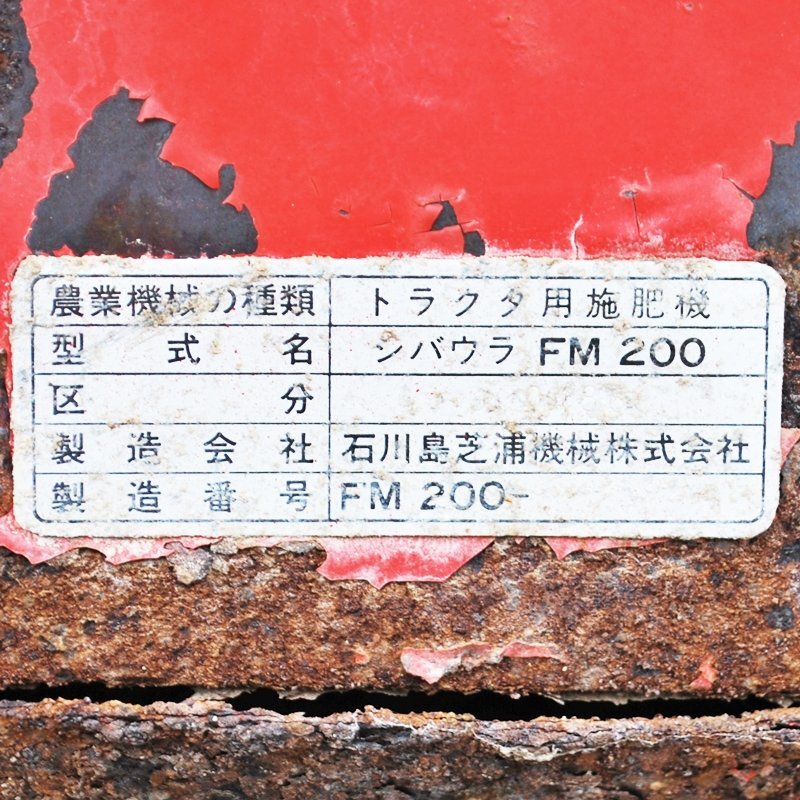 農業機械の種類 トラクタ用施肥機
型式名 シバウラ FM 200
区分
製造会社 石川島芝浦機械株式会社
製造番号 FM 200-